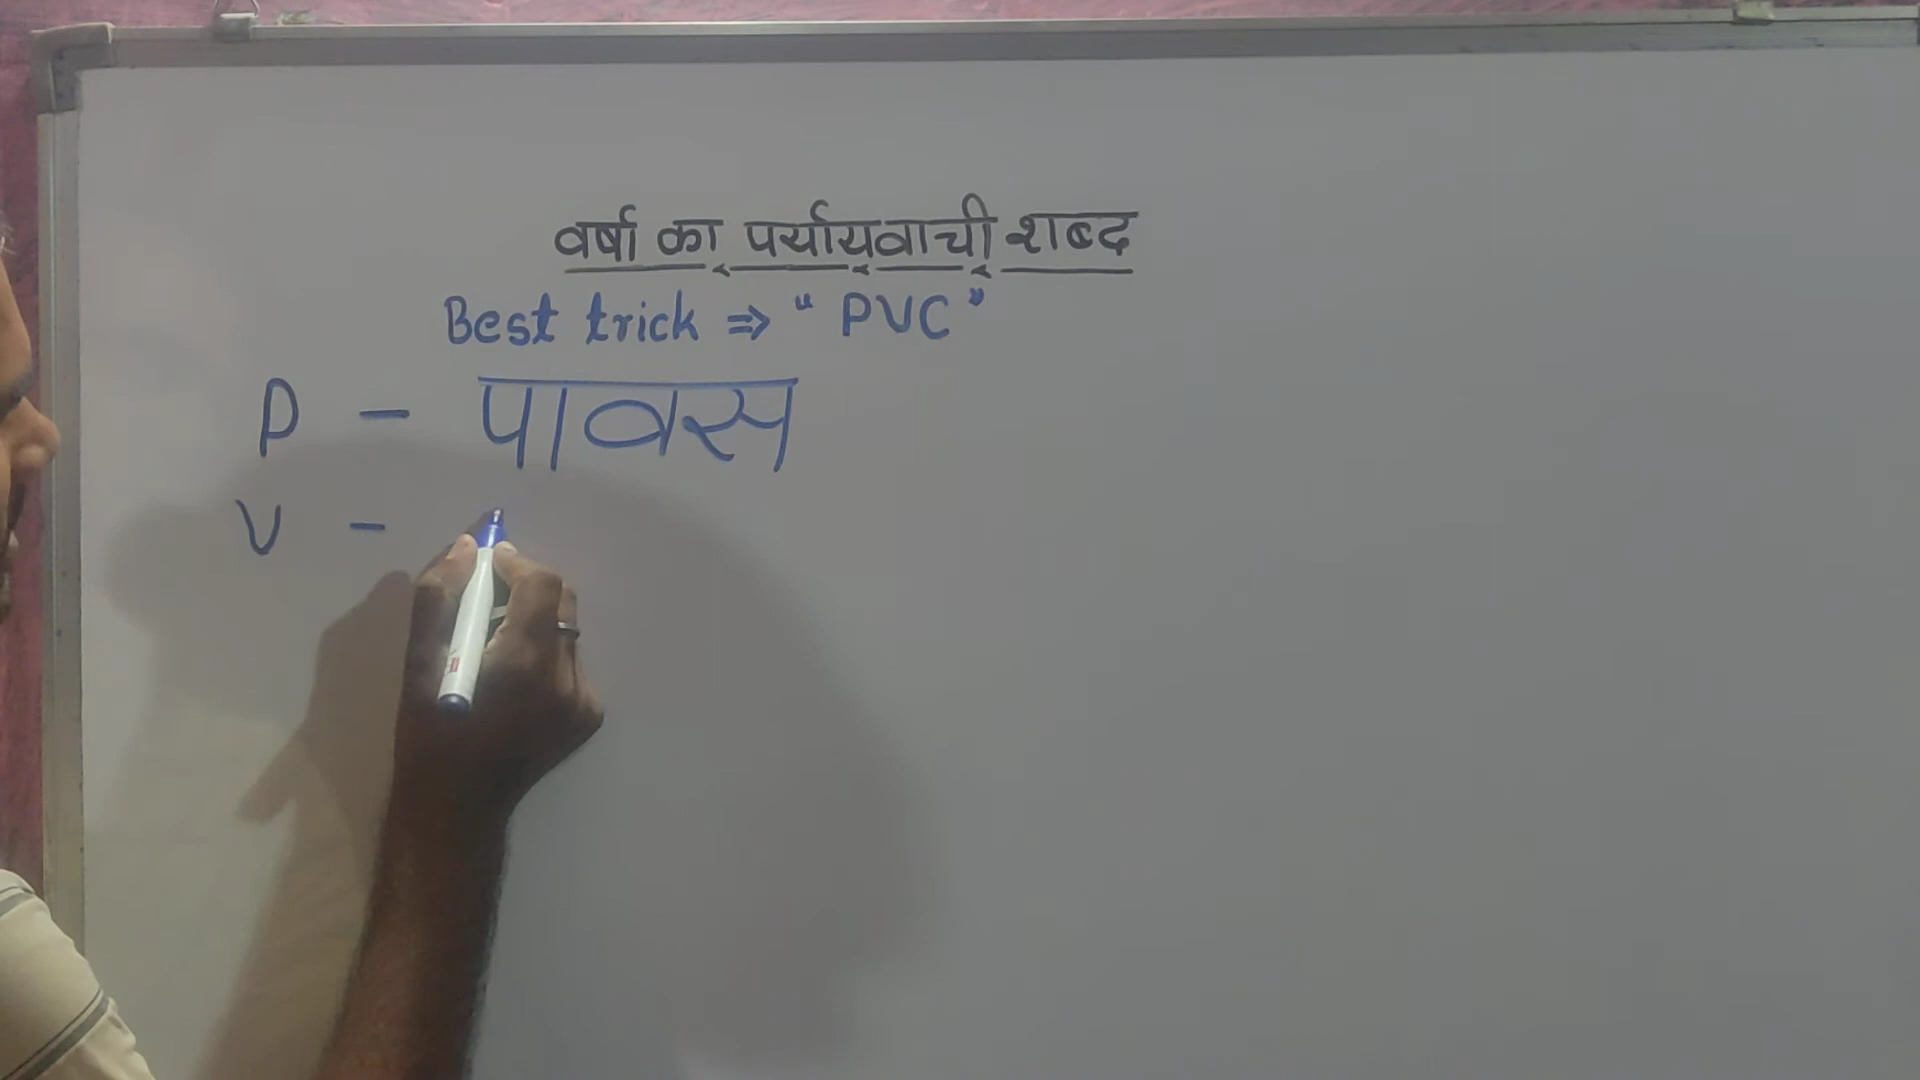 वर्षा का पर्यायवाची शब्द
Best trick ⇒ "PVC"
P - पावस
V -